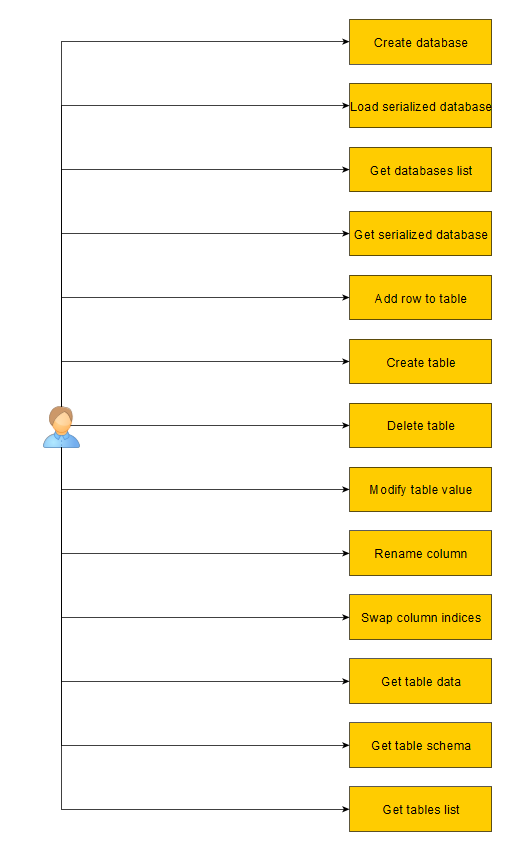 Create database
Load serialized database
Get databases list
Get serialized database
Add row to table
Create table
Delete table
Modify table value
Rename column
Swap column indices
Get table data
Get table schema
Get tables list